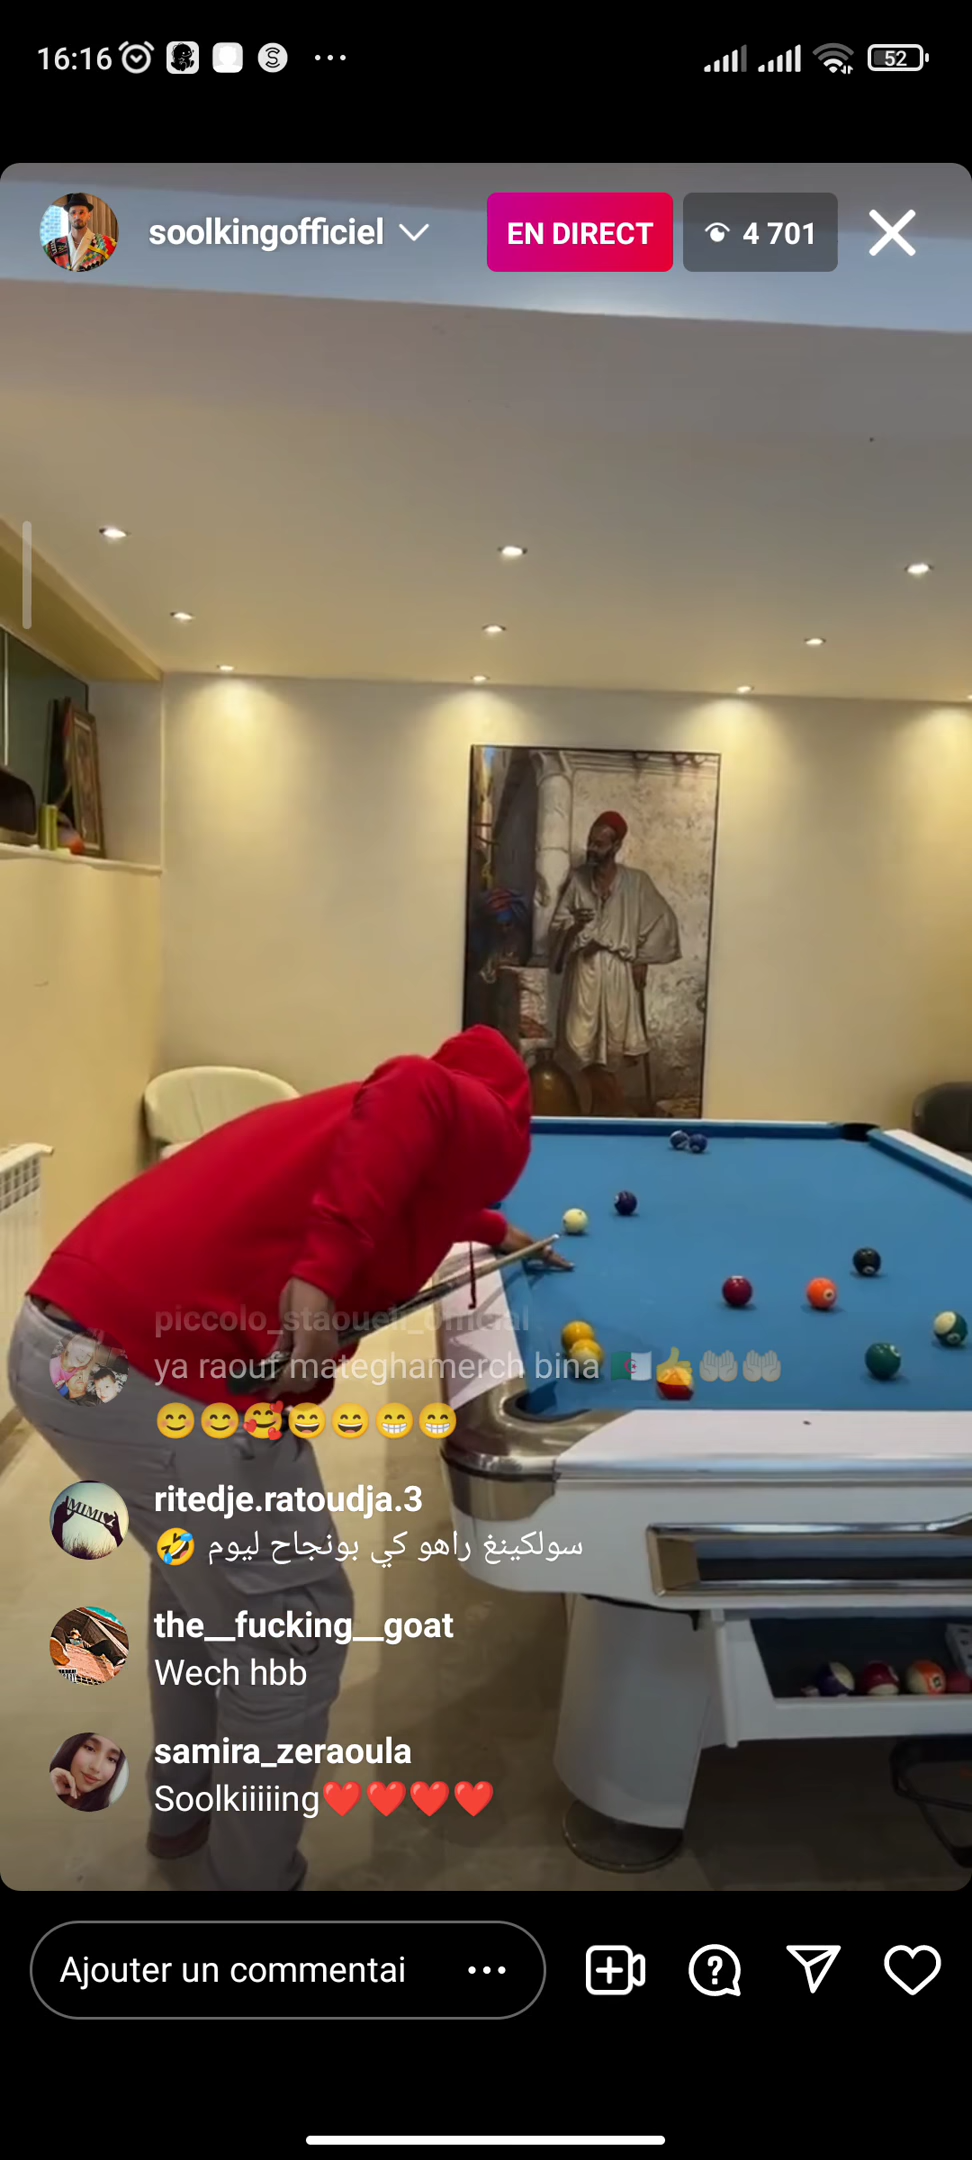 16:16
52
soolkingofficiel
EN DIRECT
4 701
piccolo_staoueli_official
ya raouf mateghamerch bina 🇩🇿👍🤲🤲
😊😊🥰😄😄😁😁
ritedje.ratoudja.3
سولكينغ راهو كي بونجاح ليوم 🤣
the__fucking__goat
Wech hbb
samira_zeraoula
Soolkiiiiing❤️❤️❤️❤️
Ajouter un commentai